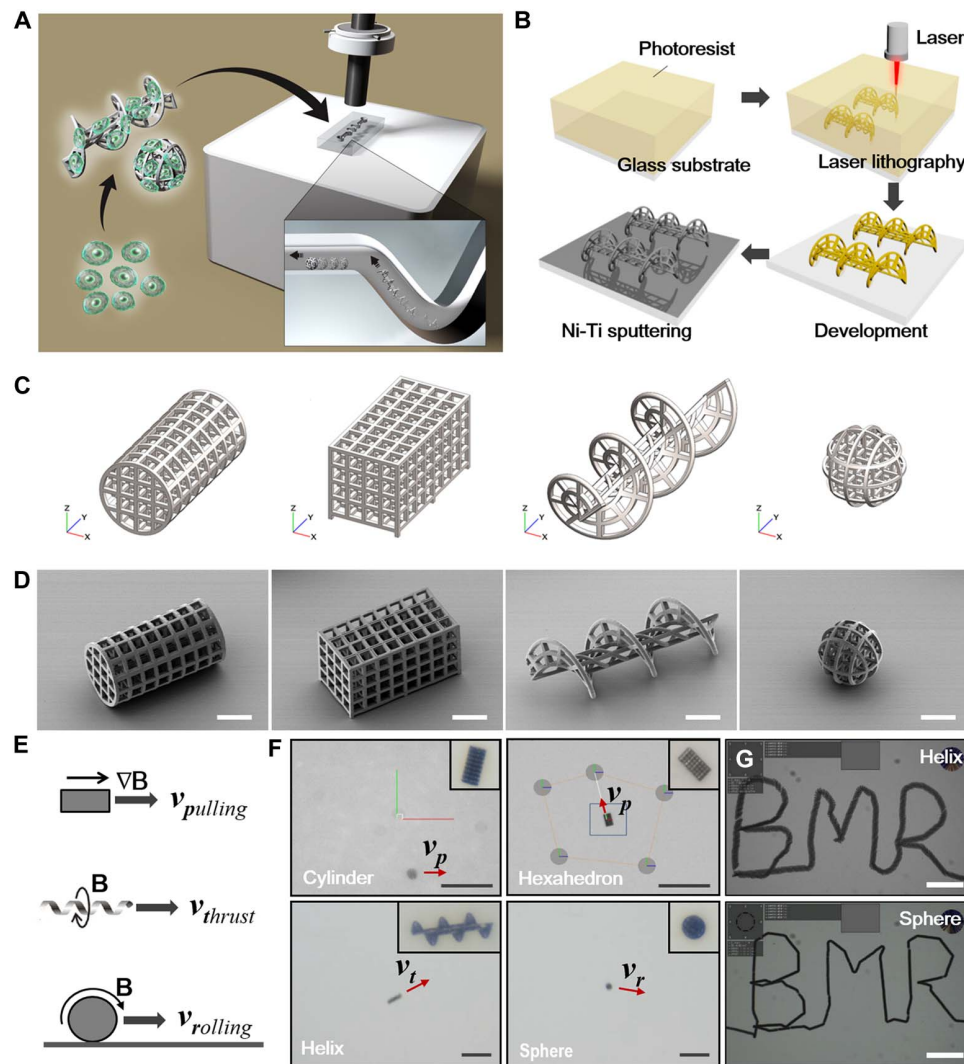 A
B
Photoresist
Laser
Glass substrate
Laser lithography
Ni-Ti sputtering
Development
C
Z
Y
X
Z
Y
X
Z
Y
X
Z
Y
X
D
E
∇B
v_pulling
B
v_thrust
B
v_rolling
F
v_p
Cylinder
v_p
Hexahedron
v_t
Helix
v_r
Sphere
G
Helix
BMR
Sphere
BMR